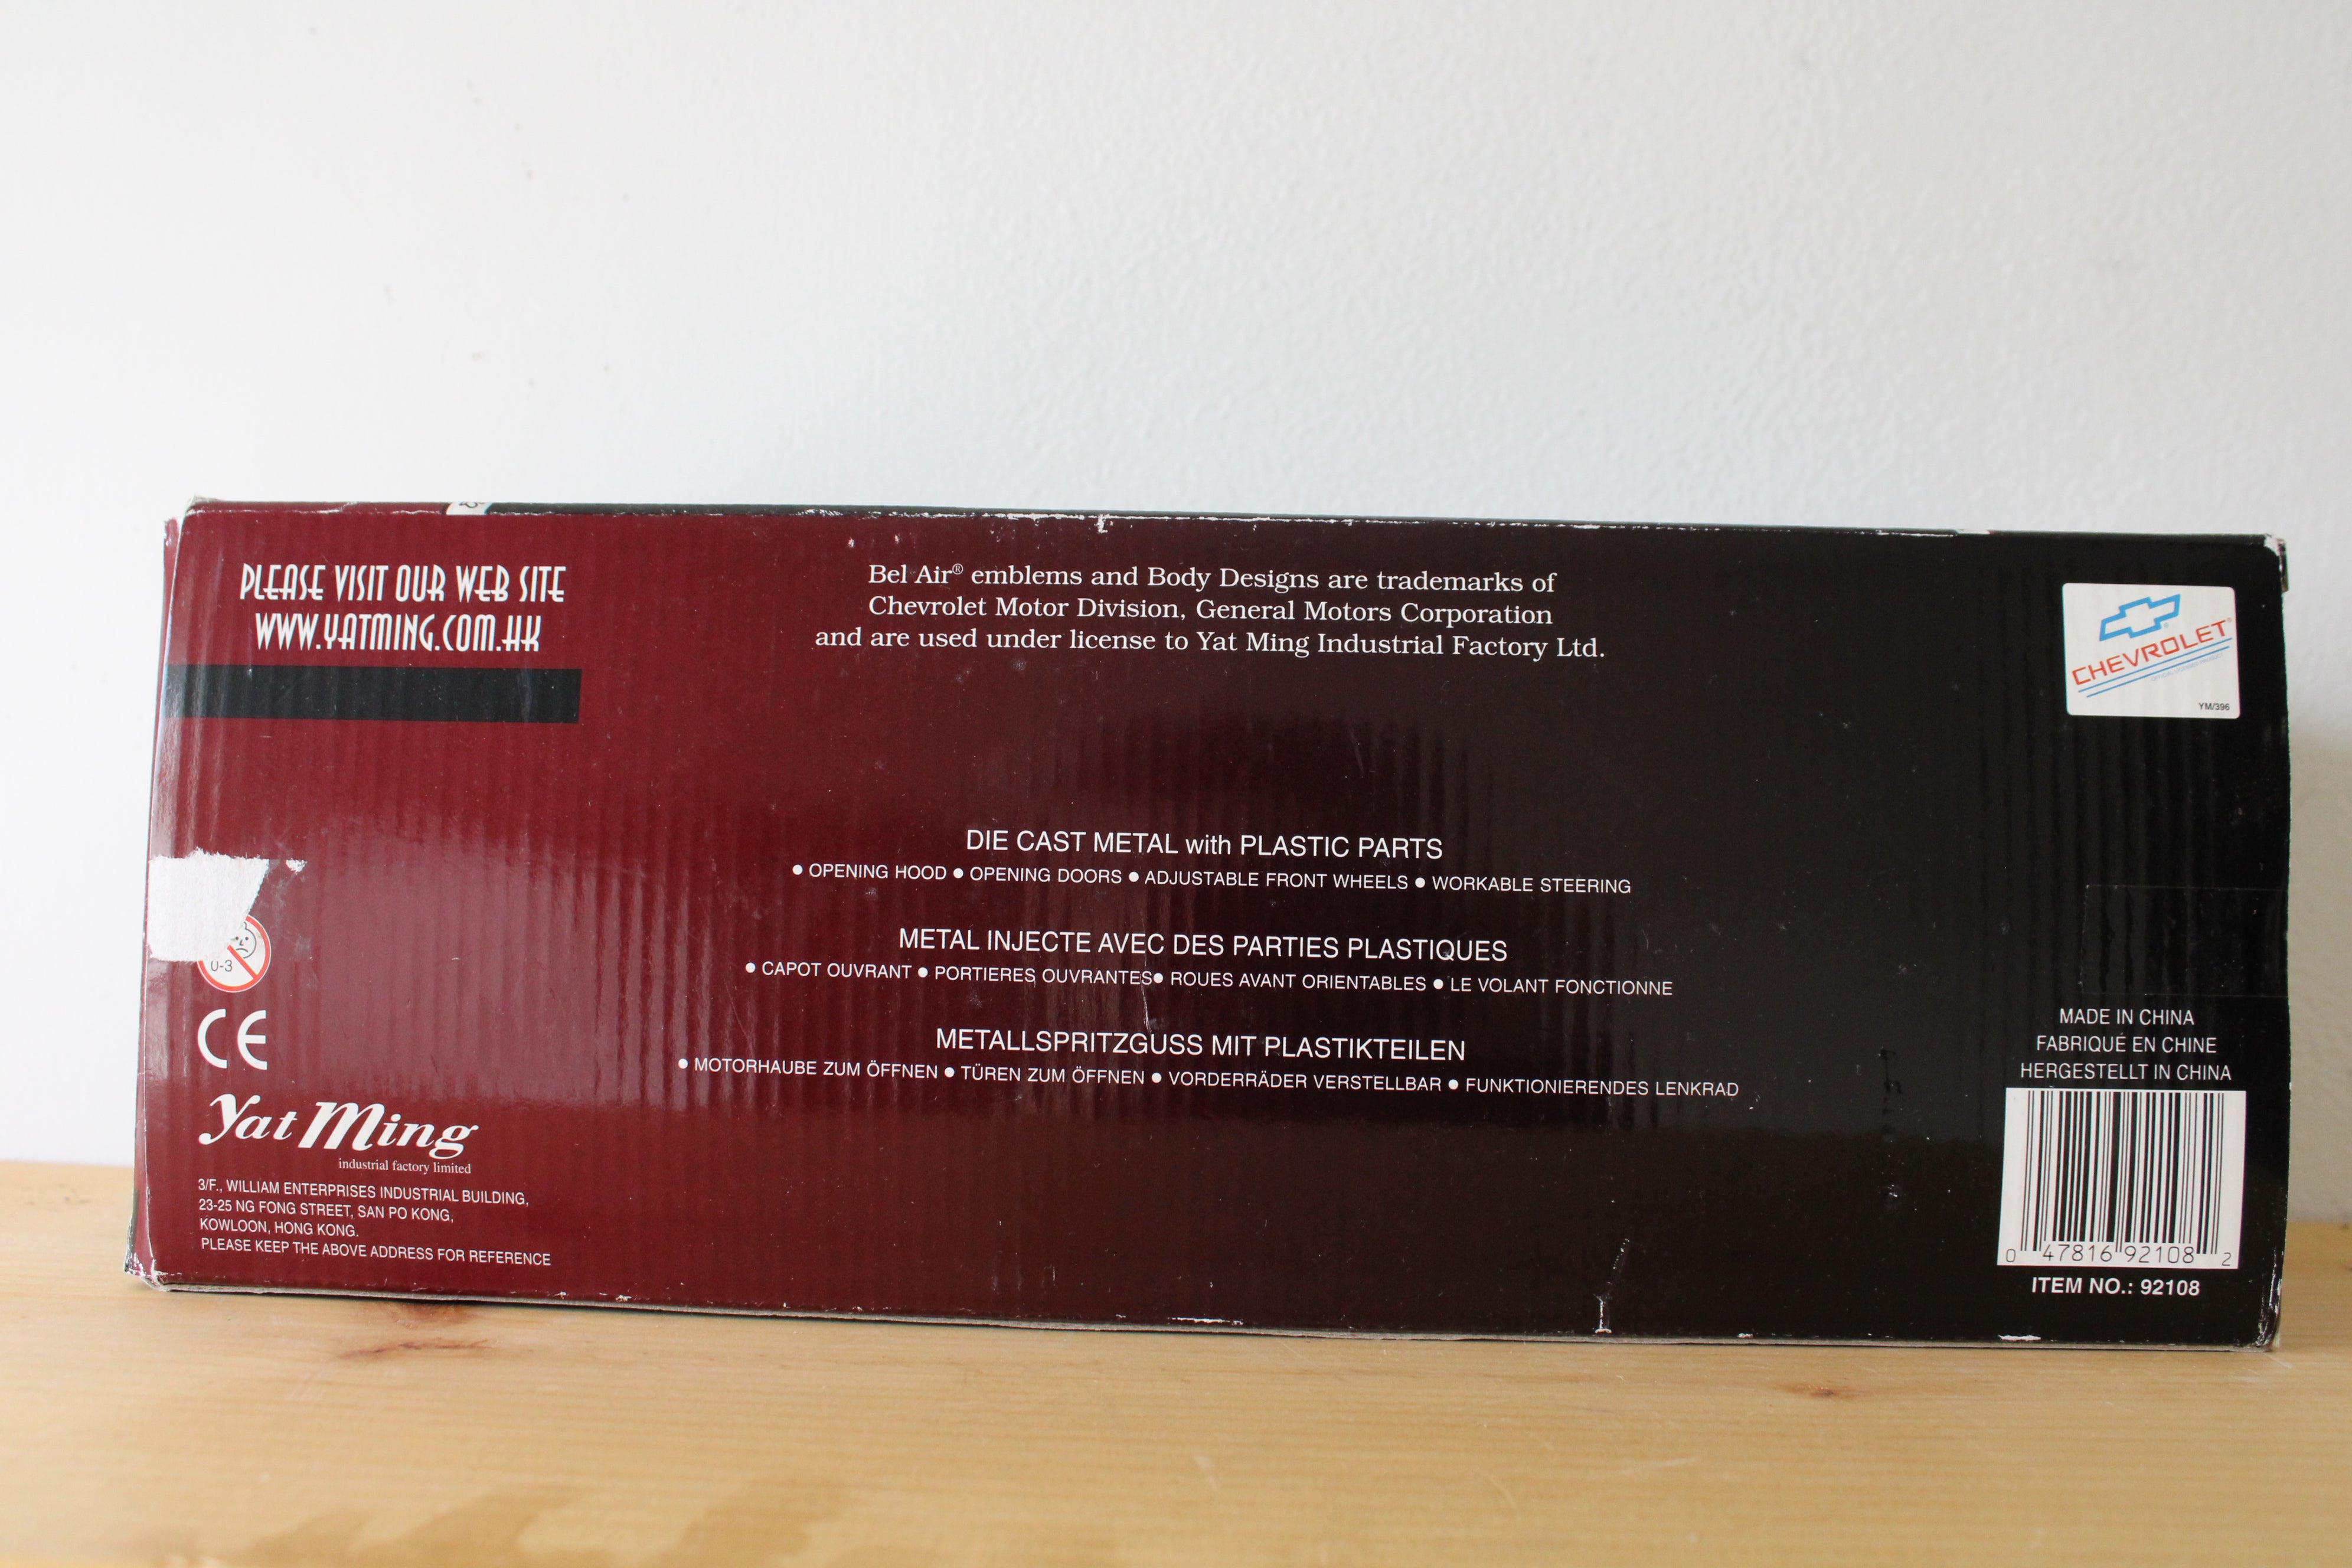 PLEASE VISIT OUR WEB SITE
WWW.YATMING.COM.HK
Bel Air® emblems and Body Designs are trademarks of
Chevrolet Motor Division, General Motors Corporation
and are used under license to Yat Ming Industrial Factory Ltd.
CHEVROLET®
YM/396
DIE CAST METAL with PLASTIC PARTS
● OPENING HOOD ● OPENING DOORS ● ADJUSTABLE FRONT WHEELS ● WORKABLE STEERING
METAL INJECTE AVEC DES PARTIES PLASTIQUES
● CAPOT OUVRANT ● PORTIERES OUVRANTES● ROUES AVANT ORIENTABLES ● LE VOLANT FONCTIONNE
METALLSPRITZGUSS MIT PLASTIKTEILEN
● MOTORHAUBE ZUM ÖFFNEN ● TÜREN ZUM ÖFFNEN ● VORDERRÄDER VERSTELLBAR ● FUNKTIONIERENDES LENKRAD
0-3
CE
Yat Ming
industrial factory limited
3/F., WILLIAM ENTERPRISES INDUSTRIAL BUILDING,
23-25 NG FONG STREET, SAN PO KONG,
KOWLOON, HONG KONG.
PLEASE KEEP THE ABOVE ADDRESS FOR REFERENCE
MADE IN CHINA
FABRIQUÉ EN CHINE
HERGESTELLT IN CHINA
0 47816 92108 2
ITEM NO.: 92108